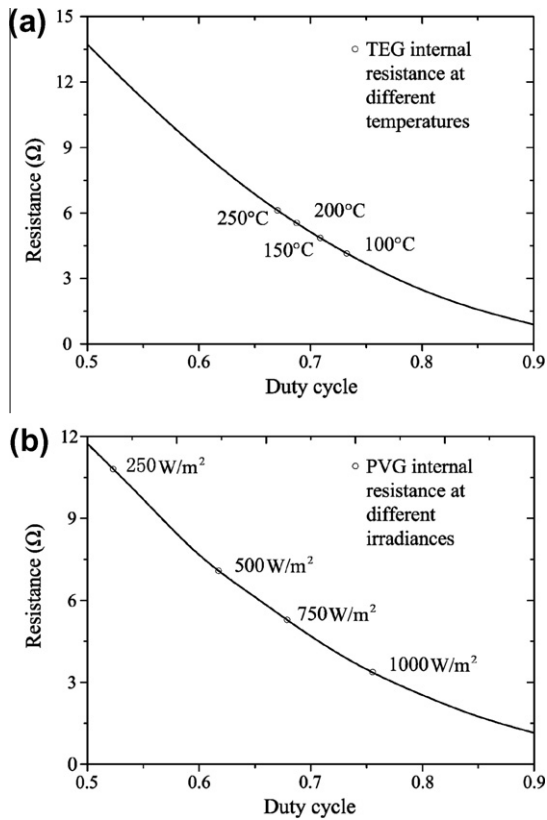 (a)
15
12
9
6
3
0
Resistance (Ω)
○ TEG internal
resistance at
different
temperatures
250°C
200°C
150°C
100°C
0.5 0.6 0.7 0.8 0.9
Duty cycle
(b)
12
9
6
3
0
Resistance (Ω)
○ PVG internal
resistance at
different
irradiances
250 W/m²
500 W/m²
750 W/m²
1000 W/m²
0.5 0.6 0.7 0.8 0.9
Duty cycle